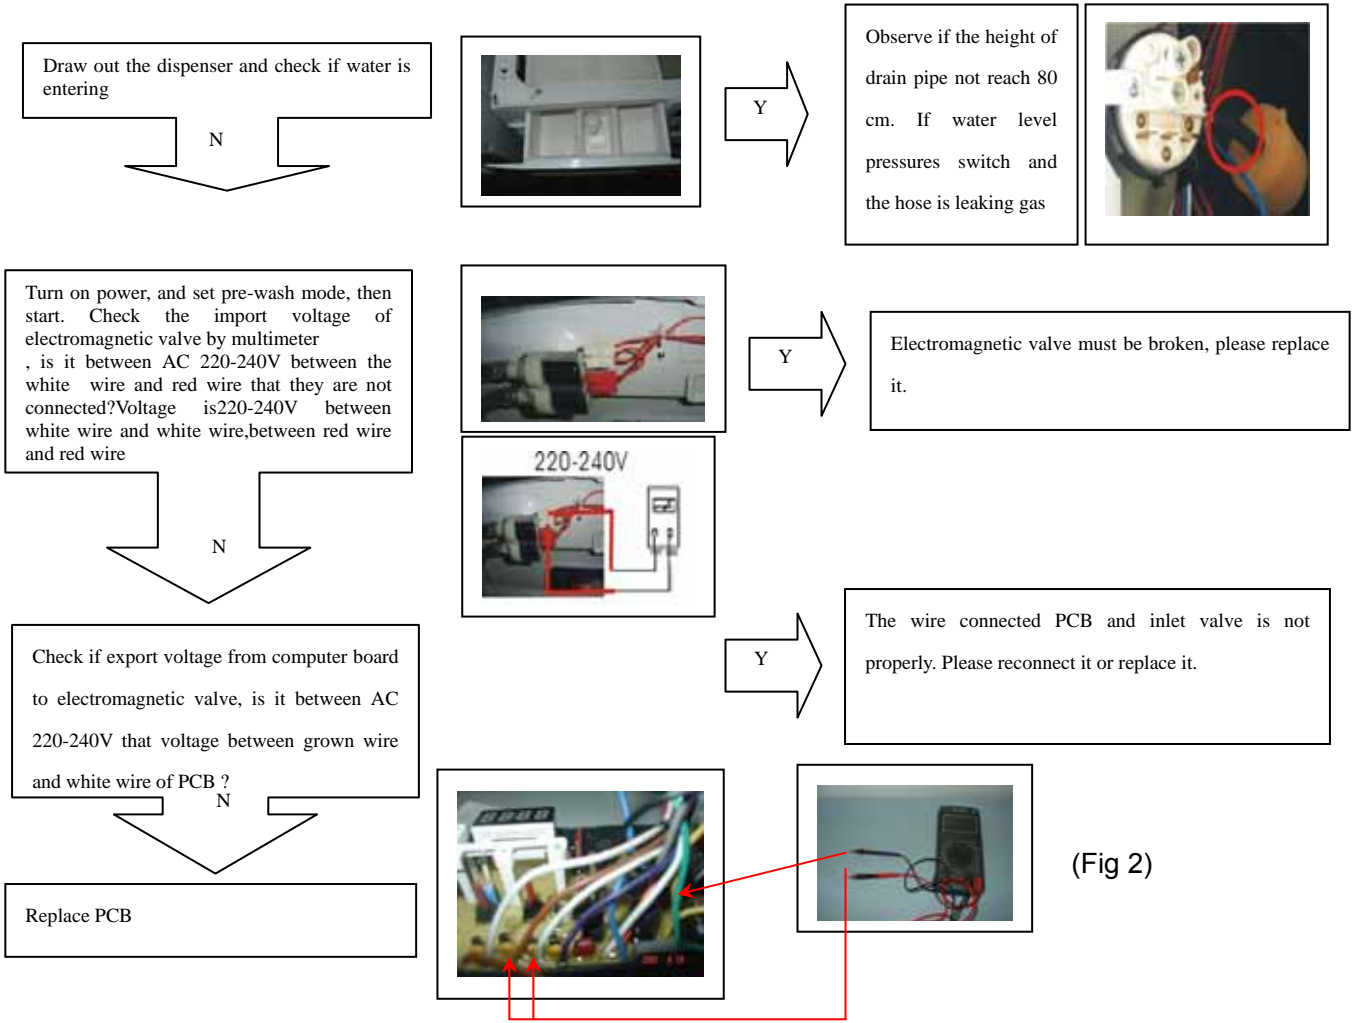 Draw out the dispenser and check if water is
entering
N
Y
Observe if the height of
drain pipe not reach 80
cm. If water level
pressures switch and
the hose is leaking gas
Turn on power, and set pre-wash mode, then
start. Check the import voltage of
electromagnetic valve by multimeter
, is it between AC 220-240V between the
white wire and red wire that they are not
connected?Voltage is220-240V between
white wire and white wire,between red wire
and red wire
Y
Electromagnetic valve must be broken, please replace
it.
220-240V
N
Check if export voltage from computer board
to electromagnetic valve, is it between AC
220-240V that voltage between grown wire
and white wire of PCB ?
Y
The wire connected PCB and inlet valve is not
properly. Please reconnect it or replace it.
N
(Fig 2)
Replace PCB